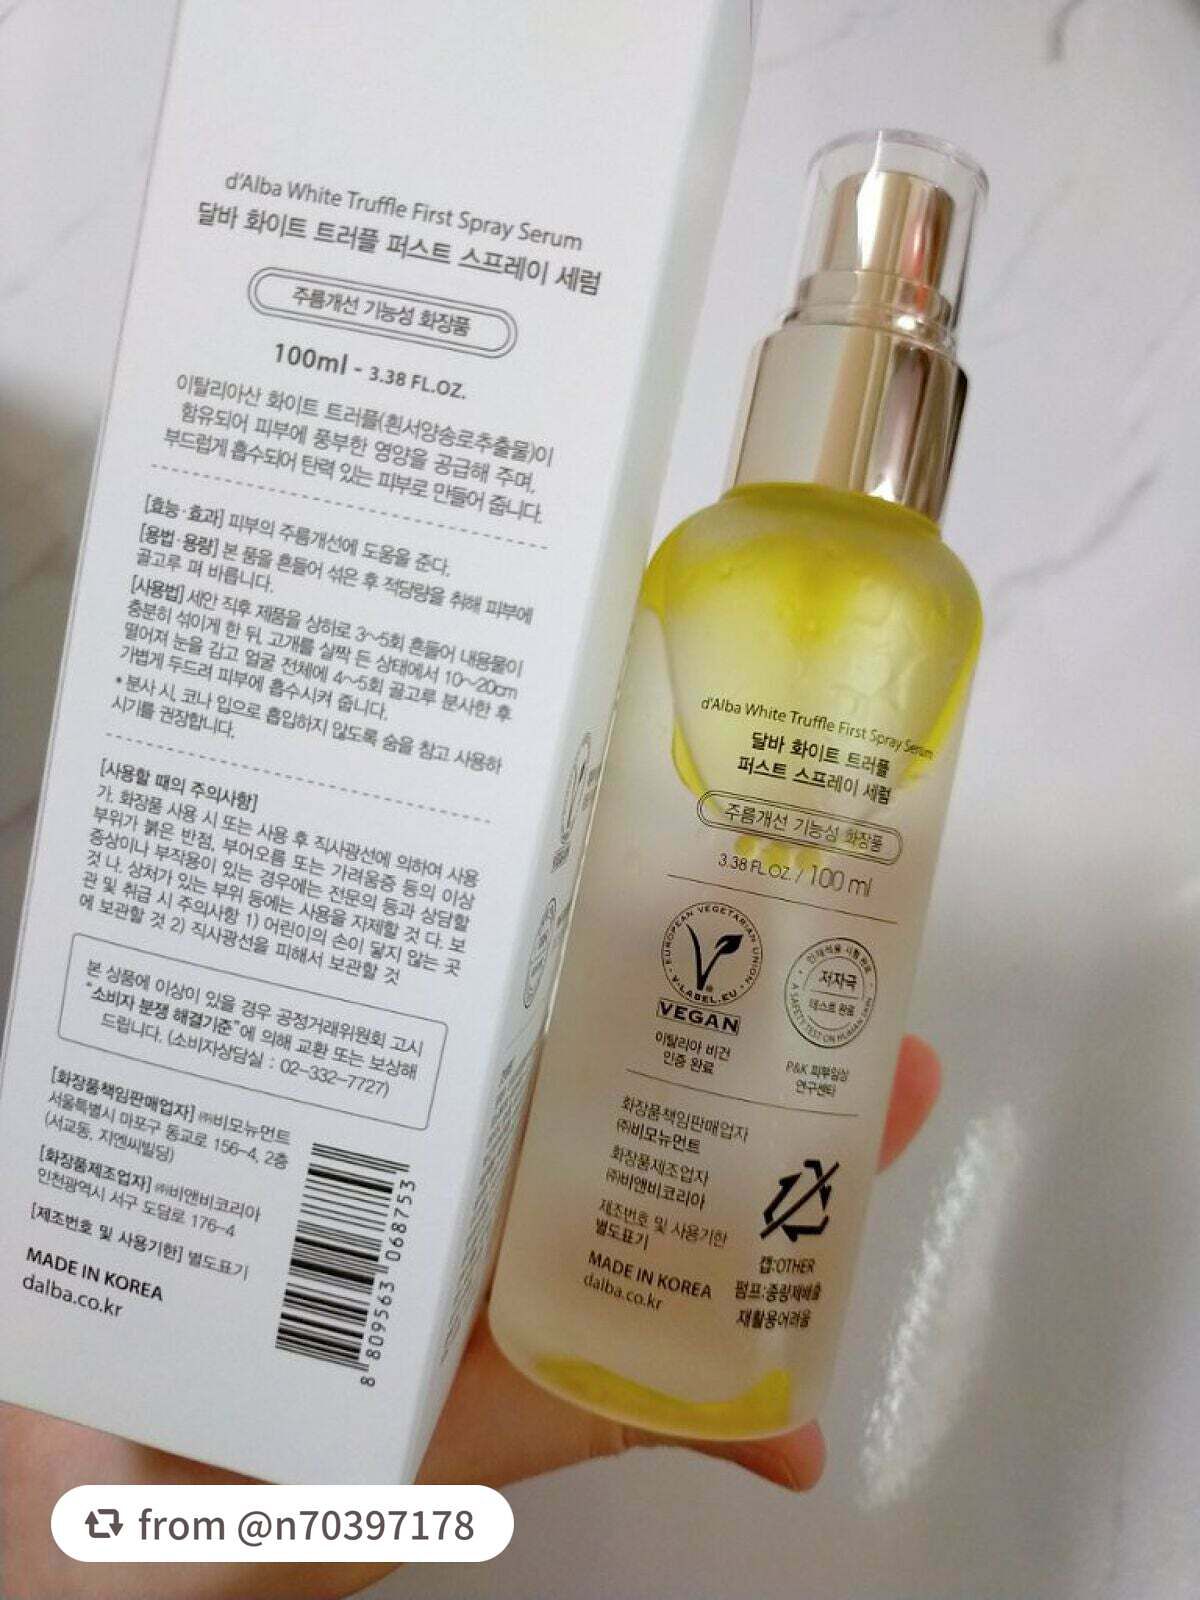 d'Alba White Truffle First Spray Serum
달바 화이트 트러플 퍼스트 스프레이 세럼
주름개선 기능성 화장품
100ml - 3.38 FL.OZ.
이탈리아산 화이트 트러플(흰서양송로추출물)이
함유되어 피부에 풍부한 영양을 공급해 주며,
부드럽게 흡수되어 탄력 있는 피부로 만들어 줍니다.
[효능·효과] 피부의 주름개선에 도움을 준다.
[용법·용량] 본 품을 흔들어 섞은 후 적당량을 취해 피부에
골고루 펴 바릅니다.
[사용법] 세안 직후 제품을 상하로 3~5회 흔들어 내용물이
충분히 섞이게 한 뒤, 고개를 살짝 든 상태에서 10~20cm
떨어져 눈을 감고 얼굴 전체에 4~5회 골고루 분사한 후
가볍게 두드려 피부에 흡수시켜 줍니다.
* 분사 시, 코나 입으로 흡입하지 않도록 숨을 참고 사용하
시기를 권장합니다.
[사용할 때의 주의사항]
가. 화장품 사용 시 또는 사용 후 직사광선에 의하여 사용
부위가 붉은 반점, 부어오름 또는 가려움증 등의 이상
증상이나 부작용이 있는 경우에는 전문의 등과 상담할
것 나. 상처가 있는 부위 등에는 사용을 자제할 것 다. 보
관 및 취급 시 주의사항 1) 어린이의 손이 닿지 않는 곳
에 보관할 것 2) 직사광선을 피해서 보관할 것
본 상품에 이상이 있을 경우 공정거래위원회 고시
"소비자 분쟁 해결기준"에 의해 교환 또는 보상해
드립니다. (소비자상담실 : 02-332-7727)
[화장품책임판매업자] ㈜비모뉴먼트
서울특별시 마포구 동교로 156-4, 2층
(서교동, 지엔씨빌딩)
[화장품제조업자] ㈜비앤비코리아
인천광역시 서구 도담로 176-4
[제조번호 및 사용기한] 별도표기
MADE IN KOREA
dalba.co.kr
8 809563 068753
d'Alba White Truffle First Spray Serum
달바 화이트 트러플
퍼스트 스프레이 세럼
주름개선 기능성 화장품
3.38 FL.OZ. / 100 ml
EUROPEAN VEGETARIAN UNION
V-LABEL.EU
VEGAN
이탈리아 비건
인증 완료
인체적용 시험 완료
저자극
테스트 완료
A SAFETY TEST ON HUMAN SKIN
P&K 피부임상
연구센타
화장품책임판매업자
㈜비모뉴먼트
화장품제조업자
㈜비앤비코리아
제조번호 및 사용기한
별도표기
MADE IN KOREA
dalba.co.kr
캡:OTHER
펌프:종량제배출
재활용어려움
from @n70397178